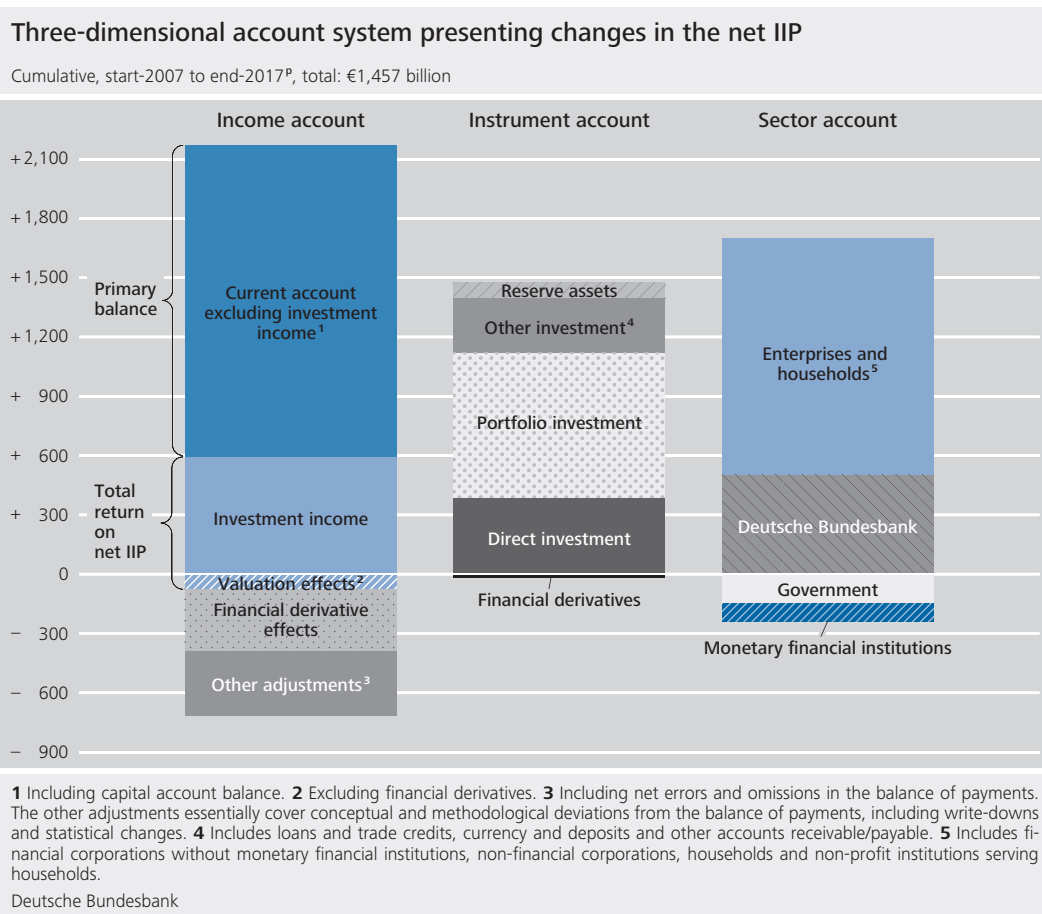 Three-dimensional account system presenting changes in the net IIP
Cumulative, start-2007 to end-2017ᵖ, total: €1,457 billion
Income account
Instrument account
Sector account
+ 2,100
+ 1,800
+ 1,500
+ 1,200
+ 900
+ 600
+ 300
0
− 300
− 600
− 900
Primary
balance
Total
return
on
net IIP
Current account
excluding investment
income¹
Investment income
Valuation effects²
Financial derivative
effects
Other adjustments³
Reserve assets
Other investment⁴
Portfolio investment
Direct investment
Financial derivatives
Enterprises and
households⁵
Deutsche Bundesbank
Government
Monetary financial institutions
1 Including capital account balance. 2 Excluding financial derivatives. 3 Including net errors and omissions in the balance of payments.
The other adjustments essentially cover conceptual and methodological deviations from the balance of payments, including write-downs
and statistical changes. 4 Includes loans and trade credits, currency and deposits and other accounts receivable/payable. 5 Includes fi-
nancial corporations without monetary financial institutions, non-financial corporations, households and non-profit institutions serving
households.
Deutsche Bundesbank